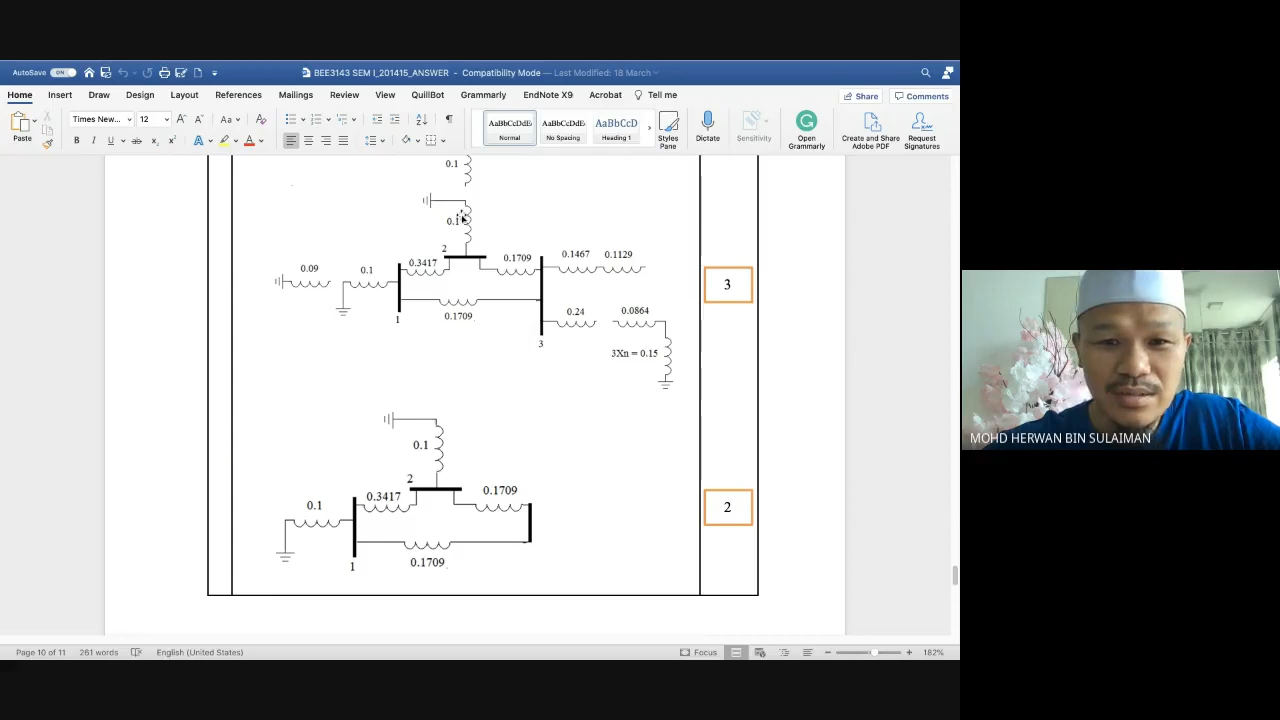 AutoSave ON BEE3143 SEM I_201415_ANSWER - Compatibility Mode — Last Modified: 18 March
Home Insert Draw Design Layout References Mailings Review View QuillBot Grammarly EndNote X9 Acrobat Tell me Share Comments
Paste Times New... 12 AaBbCcDdE Normal AaBbCcDdE No Spacing AaBbCcD Heading 1 Styles Pane Dictate Sensitivity Open Grammarly Create and Share Adobe PDF Request Signatures
0.1
0.1
2
0.09 0.1 0.3417 0.1709 0.1467 0.1129
3
0.1709 0.24 0.0864
1
3
3Xn = 0.15
0.1
2
0.1 0.3417 0.1709
2
0.1709
1
MOHD HERWAN BIN SULAIMAN
Page 10 of 11 261 words English (United States) Focus 182%